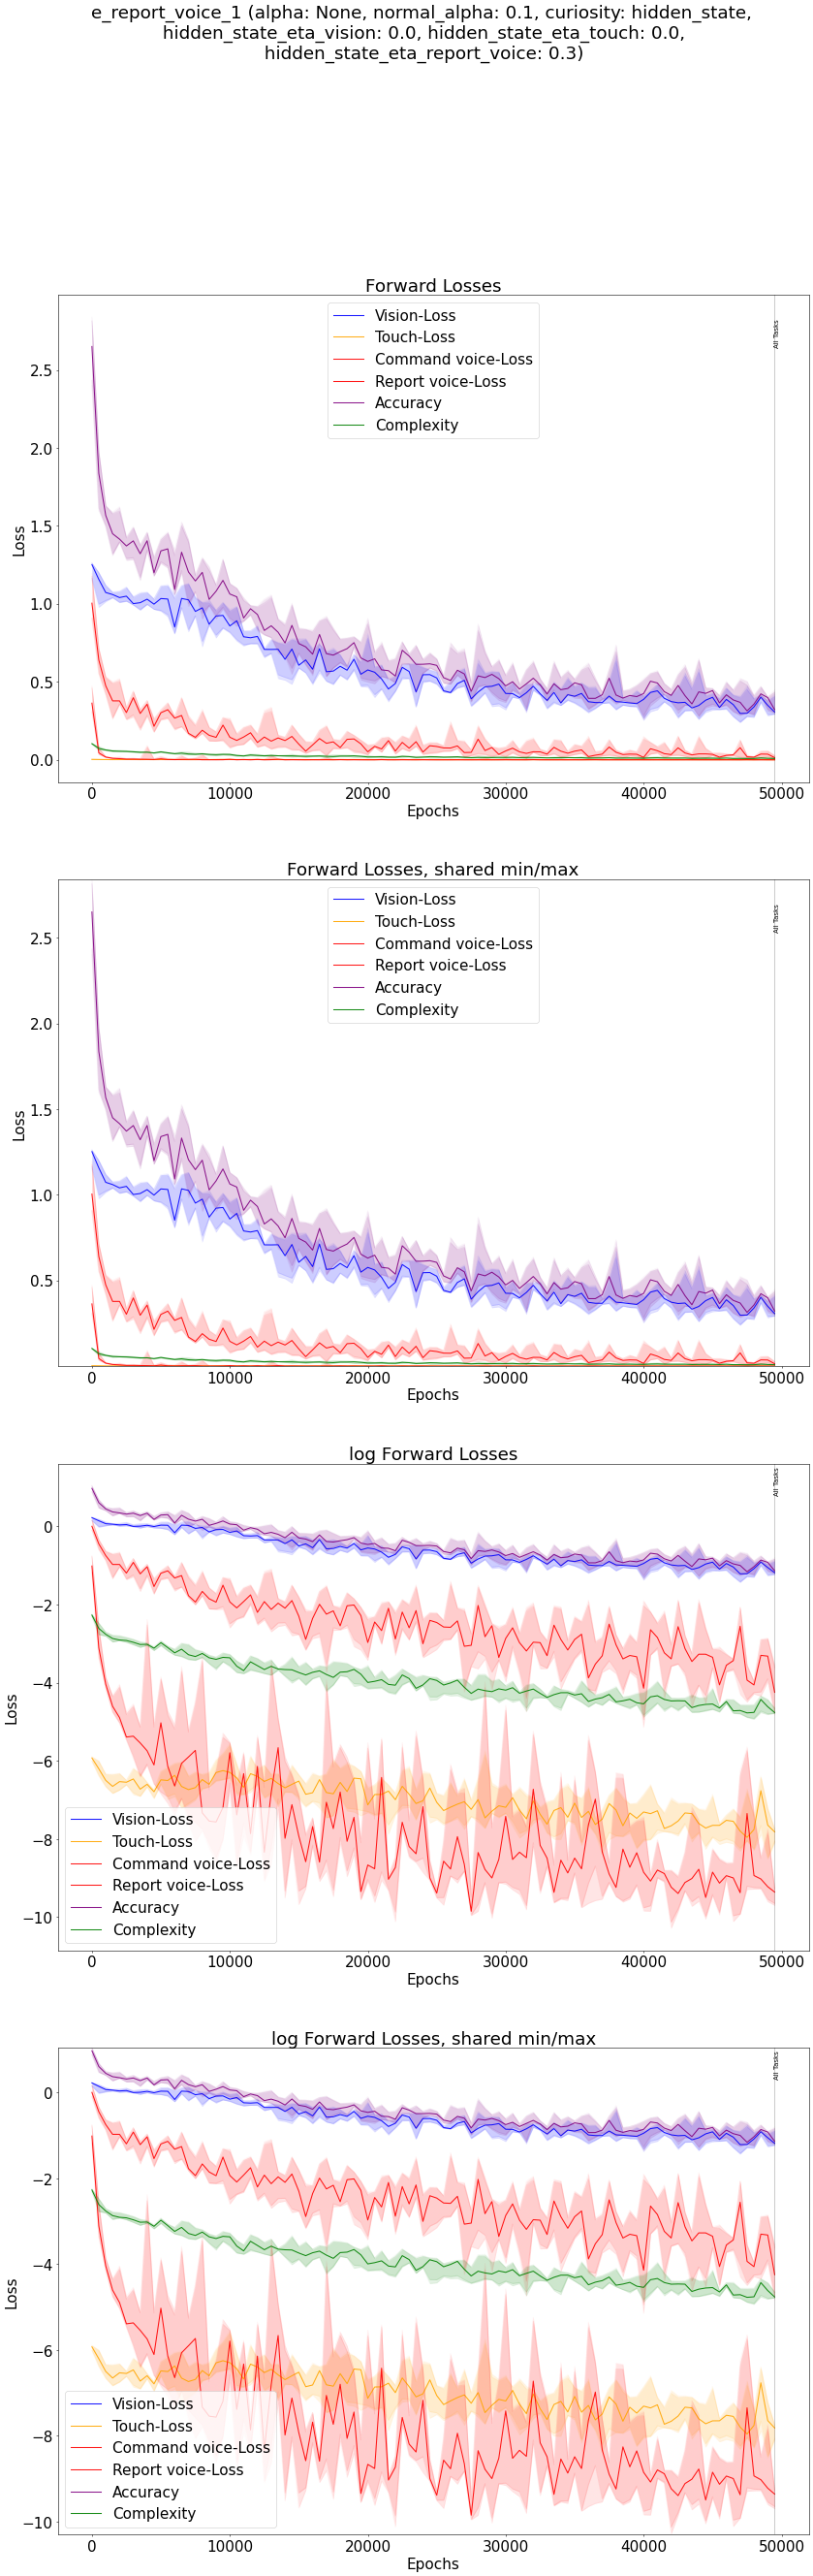 e_report_voice_1 (alpha: None, normal_alpha: 0.1, curiosity: hidden_state,
hidden_state_eta_vision: 0.0, hidden_state_eta_touch: 0.0,
hidden_state_eta_report_voice: 0.3)
Forward Losses
Vision-Loss
Touch-Loss
Command voice-Loss
Report voice-Loss
Accuracy
Complexity
All Tasks
2.5
2.0
1.5
1.0
0.5
0.0
Loss
0 10000 20000 30000 40000 50000
Epochs
Forward Losses, shared min/max
Vision-Loss
Touch-Loss
Command voice-Loss
Report voice-Loss
Accuracy
Complexity
All Tasks
2.5
2.0
1.5
1.0
0.5
Loss
0 10000 20000 30000 40000 50000
Epochs
log Forward Losses
All Tasks
0
−2
−4
−6
−8
−10
Loss
Vision-Loss
Touch-Loss
Command voice-Loss
Report voice-Loss
Accuracy
Complexity
0 10000 20000 30000 40000 50000
Epochs
log Forward Losses, shared min/max
All Tasks
0
−2
−4
−6
−8
−10
Loss
Vision-Loss
Touch-Loss
Command voice-Loss
Report voice-Loss
Accuracy
Complexity
0 10000 20000 30000 40000 50000
Epochs